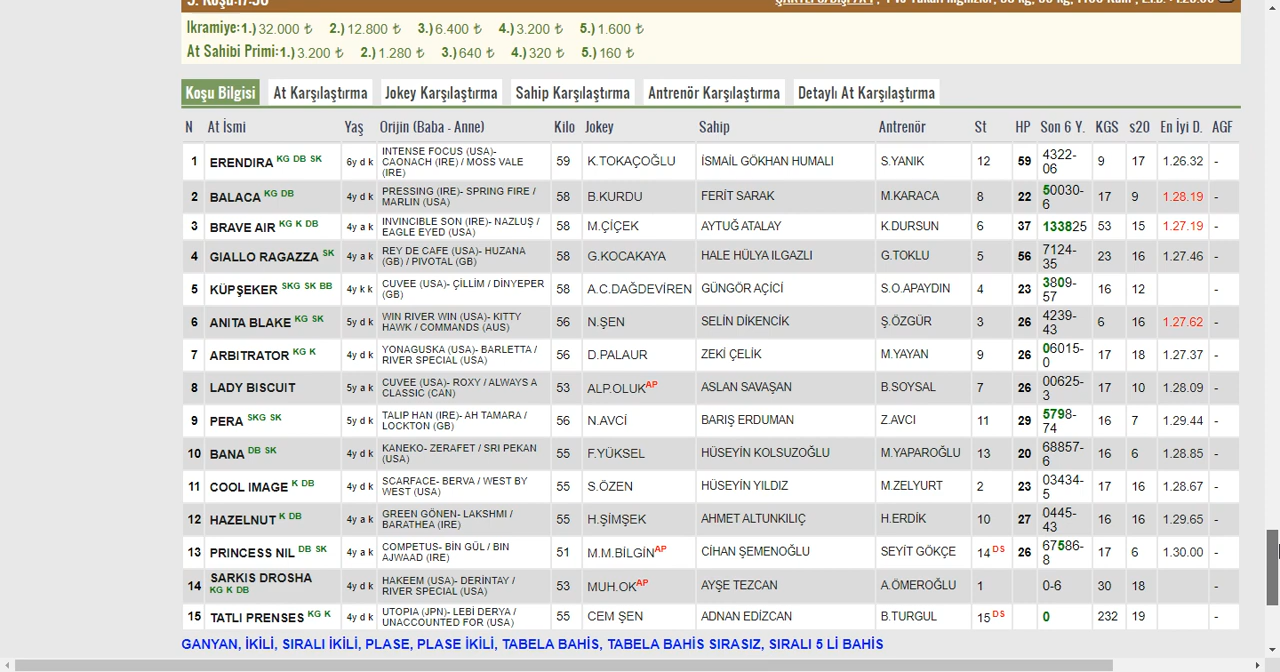 Ikramiye:1.) 32.000 ₺ 2.) 12.800 ₺ 3.) 6.400 ₺ 4.) 3.200 ₺ 5.) 1.600 ₺
At Sahibi Primi:1.) 3.200 ₺ 2.) 1.280 ₺ 3.) 640 ₺ 4.) 320 ₺ 5.) 160 ₺
Koşu Bilgisi At Karşılaştırma Jokey Karşılaştırma Sahip Karşılaştırma Antrenör Karşılaştırma Detaylı At Karşılaştırma
N At İsmi Yaş Orijin (Baba - Anne) Kilo Jokey Sahip Antrenör St HP Son 6 Y. KGS s20 En İyi D. AGF
1 ERENDIRA KG DB SK 6y d k INTENSE FOCUS (USA)- CAONACH (IRE) / MOSS VALE (IRE) 59 K.TOKAÇOĞLU İSMAİL GÖKHAN HUMALI S.YANIK 12 59 4322-06 9 17 1.26.32 -
2 BALACA KG DB 4y d k PRESSING (IRE)- SPRING FIRE / MARLIN (USA) 58 B.KURDU FERİT SARAK M.KARACA 8 22 50030-6 17 9 1.28.19 -
3 BRAVE AIR KG K DB 4y a k INVINCIBLE SON (IRE)- NAZLUŞ / EAGLE EYED (USA) 58 M.ÇİÇEK AYTUĞ ATALAY K.DURSUN 6 37 133825 53 15 1.27.19 -
4 GIALLO RAGAZZA SK 4y a k REY DE CAFE (USA)- HUZANA (GB) / PIVOTAL (GB) 58 G.KOCAKAYA HALE HÜLYA ILGAZLI G.TOKLU 5 56 7124-35 23 16 1.27.46 -
5 KÜPŞEKER SKG SK BB 4y k k CUVEE (USA)- ÇİLLİM / DİNYEPER (GB) 58 A.C.DAĞDEVİREN GÜNGÖR AÇİCİ S.O.APAYDIN 4 23 3809-57 16 12 -
6 ANITA BLAKE KG SK 5y d k WIN RIVER WIN (USA)- KITTY HAWK / COMMANDS (AUS) 56 N.ŞEN SELİN DİKENCİK Ş.ÖZGÜR 3 26 4239-43 6 16 1.27.62 -
7 ARBITRATOR KG K 4y d k YONAGUSKA (USA)- BARLETTA / RIVER SPECIAL (USA) 56 D.PALAUR ZEKİ ÇELİK M.YAYAN 9 26 06015-0 17 18 1.27.37 -
8 LADY BISCUIT 5y a k CUVEE (USA)- ROXY / ALWAYS A CLASSIC (CAN) 53 ALP.OLUK AP ASLAN SAVAŞAN B.SOYSAL 7 26 00625-3 17 10 1.28.09 -
9 PERA SKG SK 5y d k TALIP HAN (IRE)- AH TAMARA / LOCKTON (GB) 56 N.AVCİ BARIŞ ERDUMAN Z.AVCI 11 29 5798-74 16 7 1.29.44 -
10 BANA DB SK 4y d k KANEKO- ZERAFET / SRI PEKAN (USA) 55 F.YÜKSEL HÜSEYİN KOLSUZOĞLU M.YAPAROĞLU 13 20 68857-6 16 6 1.28.85 -
11 COOL IMAGE K DB 4y d k SCARFACE- BERVA / WEST BY WEST (USA) 55 S.ÖZEN HÜSEYİN YILDIZ M.ZELYURT 2 23 03434-5 17 16 1.28.67 -
12 HAZELNUT K DB 4y a k GREEN GÖNEN- LAKSHMI / BARATHEA (IRE) 55 H.ŞİMŞEK AHMET ALTUNKILIÇ H.ERDİK 10 27 0445-43 16 16 1.29.65 -
13 PRINCESS NIL DB SK 4y a k COMPETUS- BİN GÜL / BIN AJWAAD (IRE) 51 M.M.BİLGİN AP CİHAN ŞEMENOĞLU SEYİT GÖKÇE 14 DS 26 67586-8 17 6 1.30.00 -
14 SARKIS DROSHA KG K DB 4y d k HAKEEM (USA)- DERİNTAY / RIVER SPECIAL (USA) 53 MUH.OK AP AYŞE TEZCAN A.ÖMEROĞLU 1 0-6 30 18 -
15 TATLI PRENSES KG K 4y d k UTOPIA (JPN)- LEBİ DERYA / UNACCOUNTED FOR (USA) 55 CEM ŞEN ADNAN EDİZCAN B.TURGUL 15 DS 0 232 19 -
GANYAN, İKİLİ, SIRALI İKİLİ, PLASE, PLASE İKİLİ, TABELA BAHİS, TABELA BAHİS SIRASIZ, SIRALI 5 Lİ BAHİS